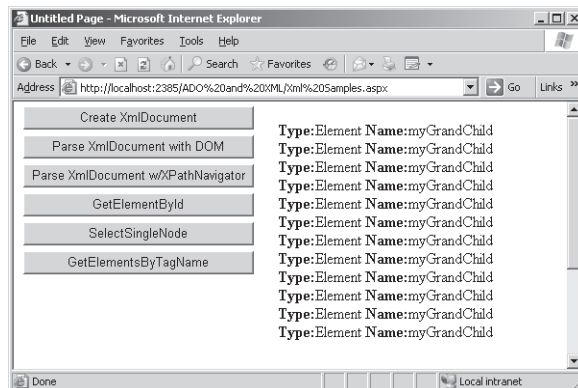 Untitled Page - Microsoft Internet Explorer
File Edit View Favorites Tools Help
Back Search Favorites
Address http://localhost:2385/ADO%20and%20XML/Xml%20Samples.aspx Go Links »
Create XmlDocument
Parse XmlDocument with DOM
Parse XmlDocument w/XPathNavigator
GetElementById
SelectSingleNode
GetElementsByTagName
Type:Element Name:myGrandChild
Type:Element Name:myGrandChild
Type:Element Name:myGrandChild
Type:Element Name:myGrandChild
Type:Element Name:myGrandChild
Type:Element Name:myGrandChild
Type:Element Name:myGrandChild
Type:Element Name:myGrandChild
Type:Element Name:myGrandChild
Type:Element Name:myGrandChild
Type:Element Name:myGrandChild
Type:Element Name:myGrandChild
Done Local intranet